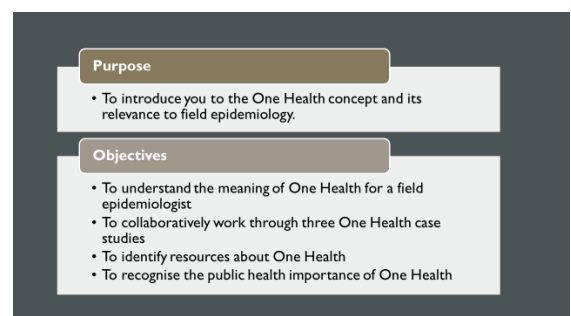 Purpose
• To introduce you to the One Health concept and its
relevance to field epidemiology.
Objectives
• To understand the meaning of One Health for a field
epidemiologist
• To collaboratively work through three One Health case
studies
• To identify resources about One Health
• To recognise the public health importance of One Health